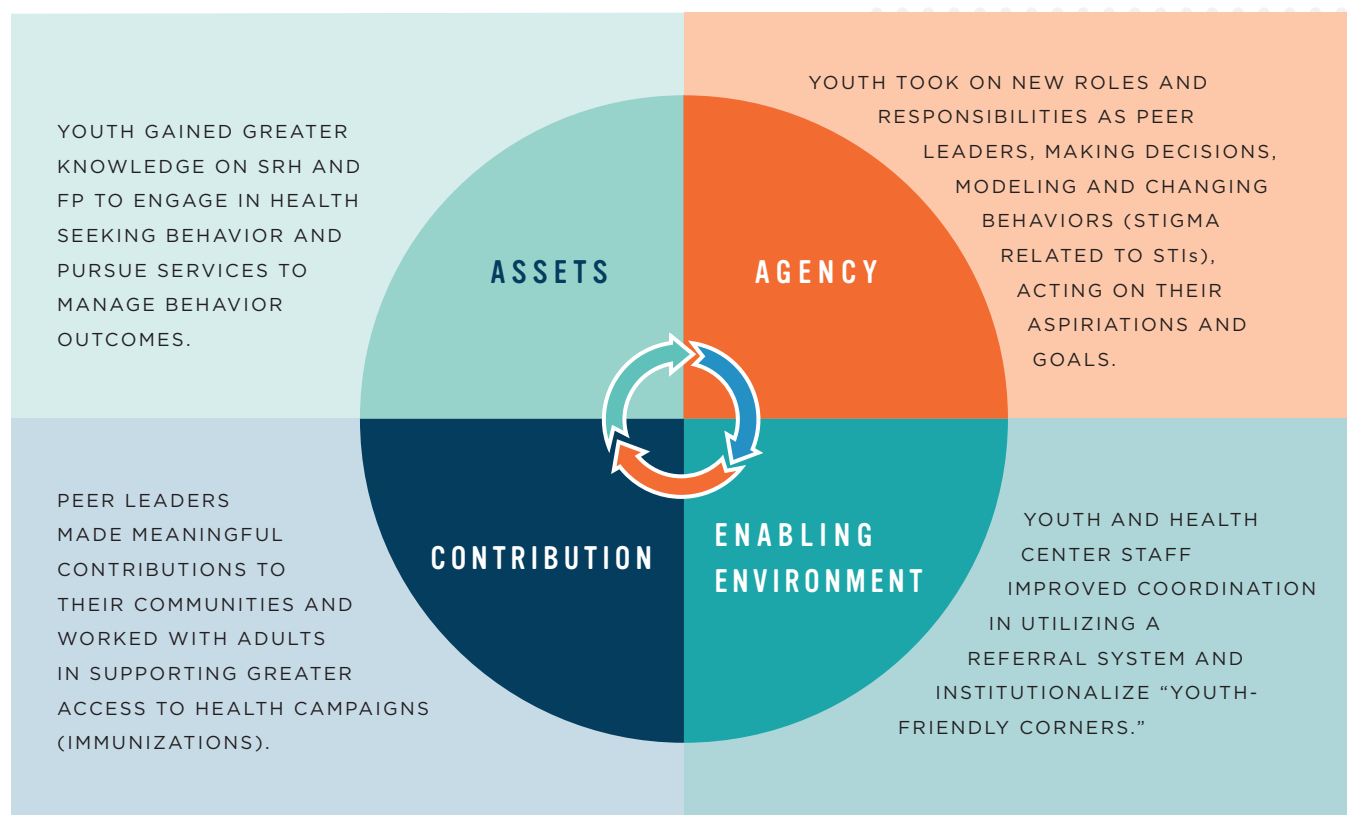 YOUTH GAINED GREATER
KNOWLEDGE ON SRH AND
FP TO ENGAGE IN HEALTH
SEEKING BEHAVIOR AND
PURSUE SERVICES TO
MANAGE BEHAVIOR
OUTCOMES.
ASSETS
YOUTH TOOK ON NEW ROLES AND
RESPONSIBILITIES AS PEER
LEADERS, MAKING DECISIONS,
MODELING AND CHANGING
BEHAVIORS (STIGMA
RELATED TO STIs),
ACTING ON THEIR
ASPIRIATIONS AND
GOALS.
AGENCY
PEER LEADERS
MADE MEANINGFUL
CONTRIBUTIONS TO
THEIR COMMUNITIES AND
WORKED WITH ADULTS
IN SUPPORTING GREATER
ACCESS TO HEALTH CAMPAIGNS
(IMMUNIZATIONS).
CONTRIBUTION
ENABLING
ENVIRONMENT
YOUTH AND HEALTH
CENTER STAFF
IMPROVED COORDINATION
IN UTILIZING A
REFERRAL SYSTEM AND
INSTITUTIONALIZE “YOUTH-
FRIENDLY CORNERS.”